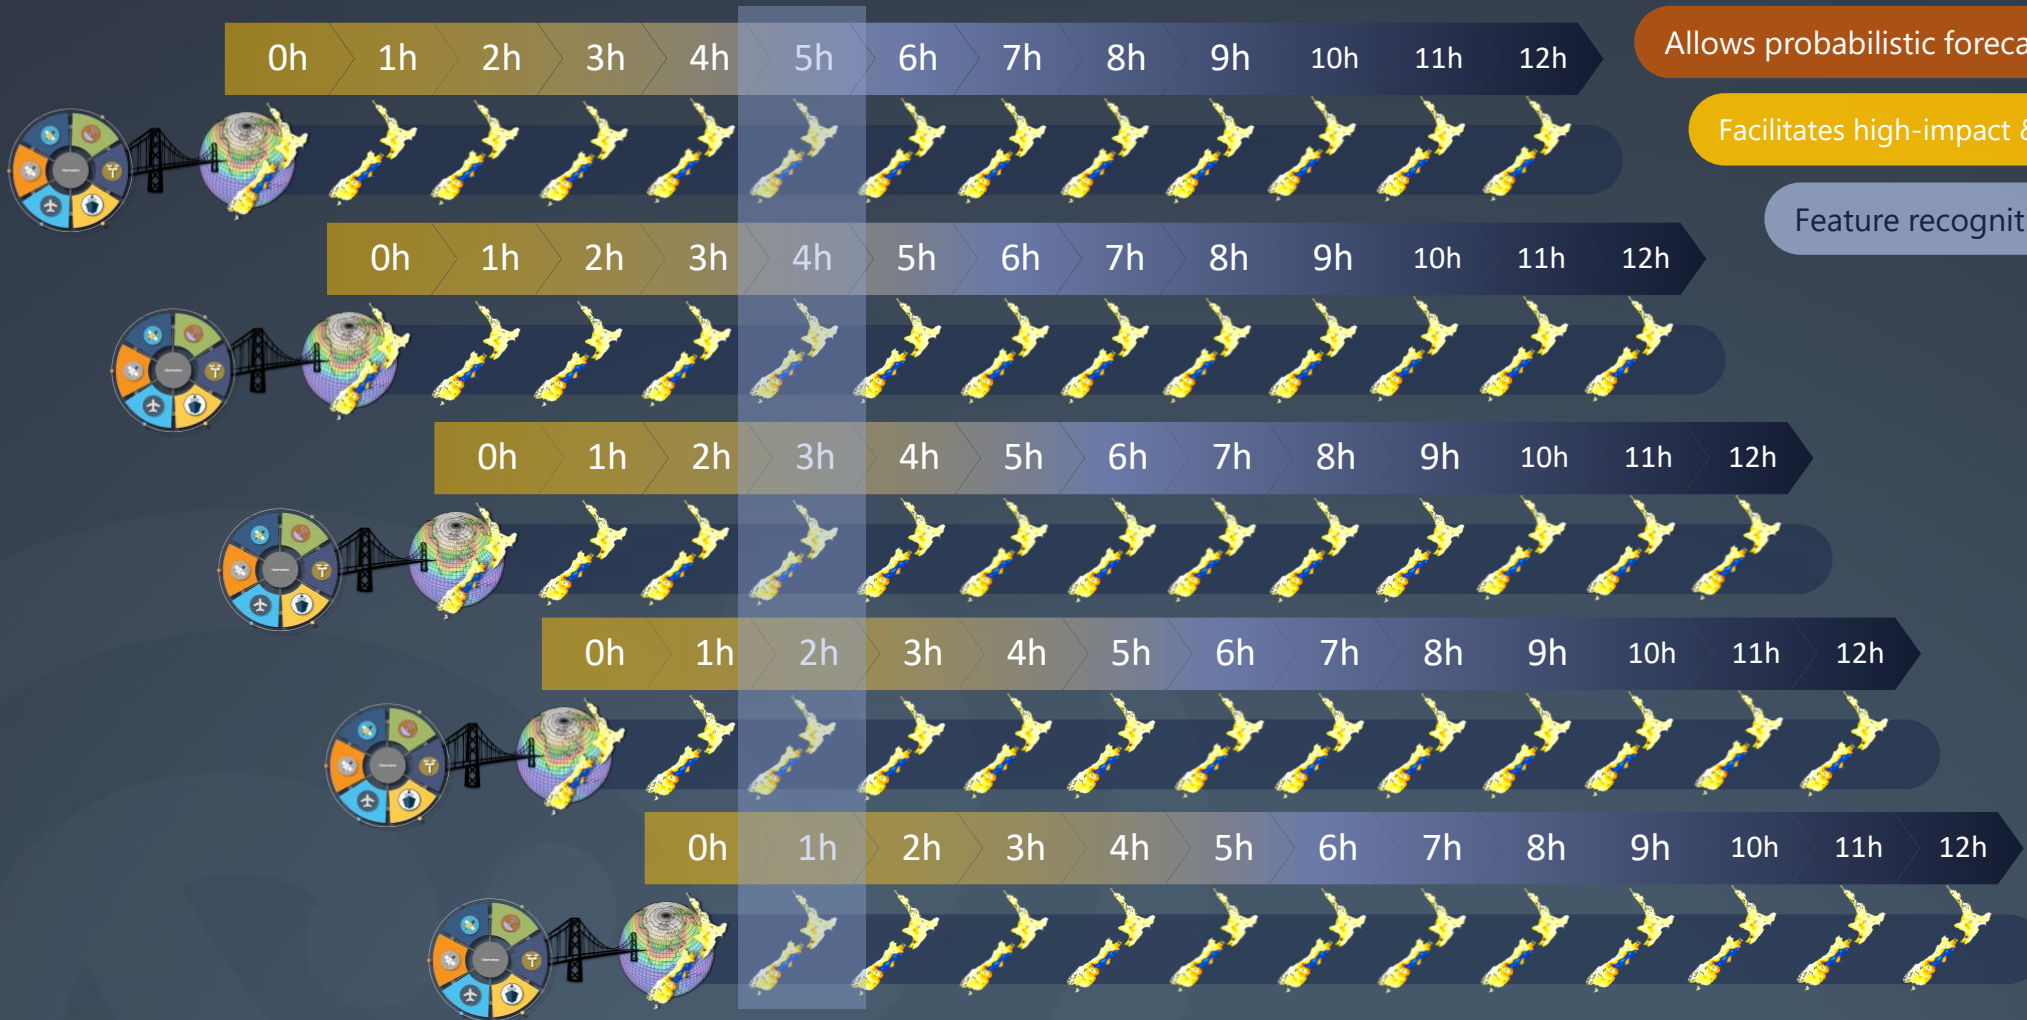 0h 1h 2h 3h 4h 5h 6h 7h 8h 9h 10h 11h 12h
Allows probabilistic foreca
Facilitates high-impact &
Feature recognit
0h 1h 2h 3h 4h 5h 6h 7h 8h 9h 10h 11h 12h
0h 1h 2h 3h 4h 5h 6h 7h 8h 9h 10h 11h 12h
0h 1h 2h 3h 4h 5h 6h 7h 8h 9h 10h 11h 12h
0h 1h 2h 3h 4h 5h 6h 7h 8h 9h 10h 11h 12h